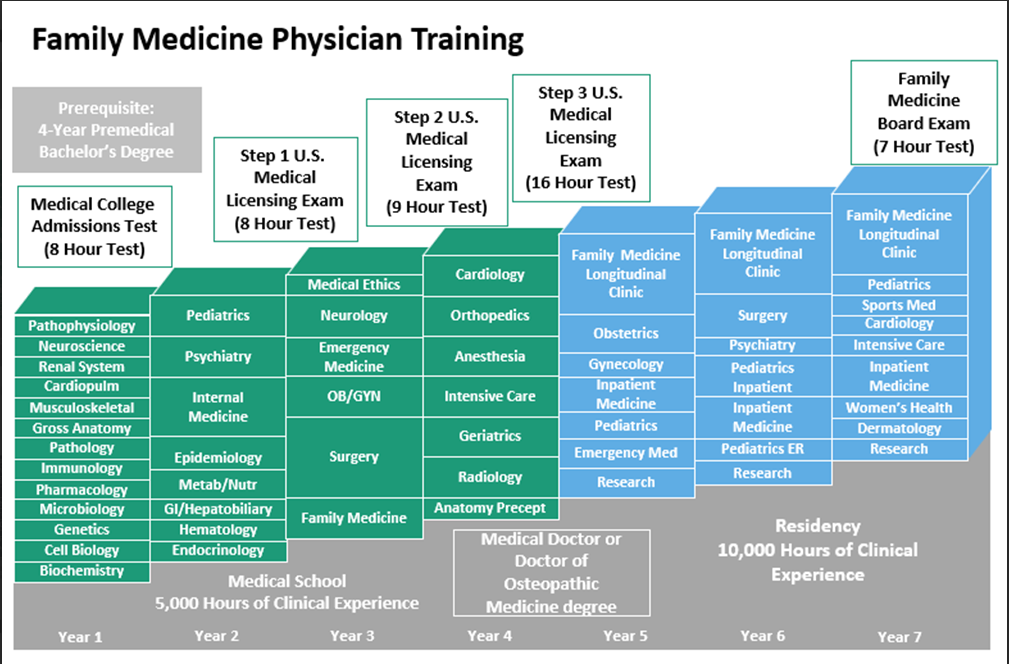 Family Medicine Physician Training
Prerequisite:
4-Year Premedical
Bachelor's Degree
Medical College
Admissions Test
(8 Hour Test)
Step 1 U.S.
Medical
Licensing Exam
(8 Hour Test)
Step 2 U.S.
Medical
Licensing
Exam
(9 Hour Test)
Step 3 U.S.
Medical
Licensing
Exam
(16 Hour Test)
Family
Medicine
Board Exam
(7 Hour Test)
Pathophysiology
Neuroscience
Renal System
Cardiopulm
Musculoskeletal
Gross Anatomy
Pathology
Immunology
Pharmacology
Microbiology
Genetics
Cell Biology
Biochemistry
Pediatrics
Psychiatry
Internal
Medicine
Epidemiology
Metab/Nutr
GI/Hepatobiliary
Hematology
Endocrinology
Medical Ethics
Neurology
Emergency
Medicine
OB/GYN
Surgery
Family Medicine
Cardiology
Orthopedics
Anesthesia
Intensive Care
Geriatrics
Radiology
Anatomy Precept
Family Medicine
Longitudinal
Clinic
Obstetrics
Gynecology
Inpatient
Medicine
Pediatrics
Emergency Med
Research
Family Medicine
Longitudinal
Clinic
Surgery
Psychiatry
Pediatrics
Inpatient
Inpatient
Medicine
Pediatrics ER
Research
Family Medicine
Longitudinal
Clinic
Pediatrics
Sports Med
Cardiology
Intensive Care
Inpatient
Medicine
Women's Health
Dermatology
Research
Medical School
5,000 Hours of Clinical Experience
Medical Doctor or
Doctor of
Osteopathic
Medicine degree
Residency
10,000 Hours of Clinical
Experience
Year 1
Year 2
Year 3
Year 4
Year 5
Year 6
Year 7